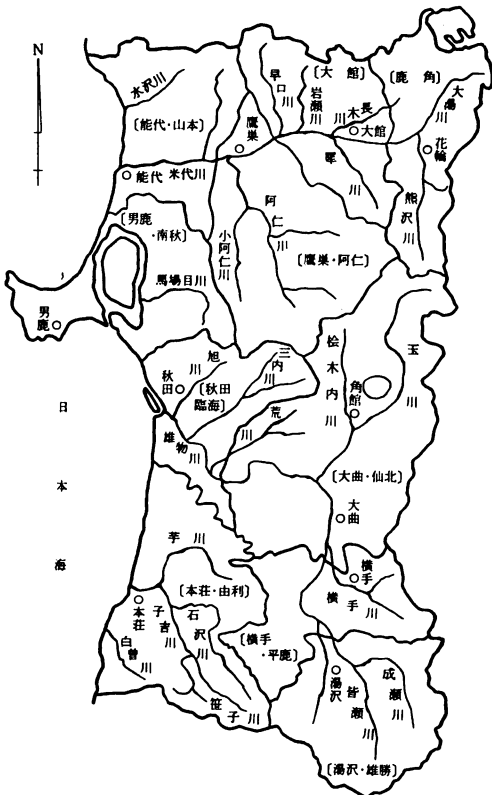 N
水沢川
早口川
岩瀬川
〔大 館〕
長木川
〔鹿角〕
大湯川
〔能代・山本〕
鷹巣
大館
花輪
犀川
能代
米代川
熊沢川
〔男鹿・南秋〕
阿仁川
小阿仁川
〔鷹巣・阿仁〕
馬場目川
男鹿
桧木内川
玉川
旭川
三内川
秋田
〔秋田臨海〕
角館
荒川
雄物川
日本海
〔大曲・仙北〕
大曲
芋川
横手
〔本荘・由利〕
横手川
本荘
子吉川
石沢川
〔横手・平鹿〕
白曽川
湯沢
皆瀬川
成瀬川
笹子川
〔湯沢・雄勝〕